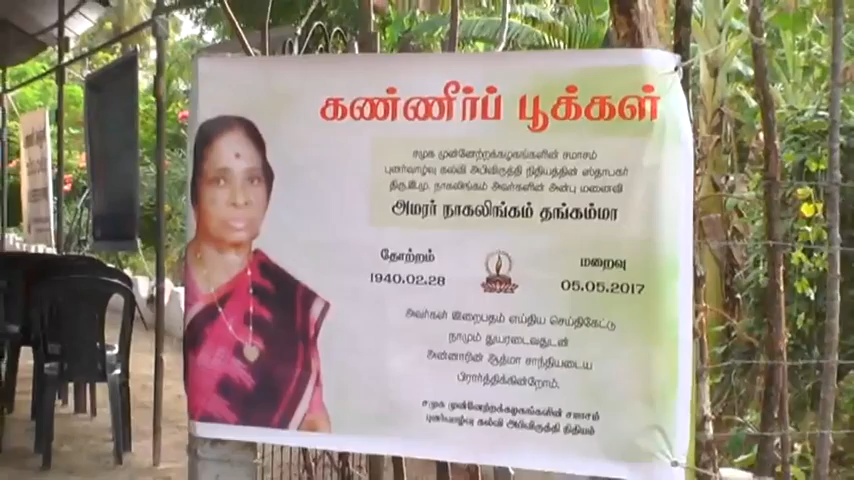 கண்ணீர்ப் பூக்கள்
சமூக முன்னேற்றக்கழகங்களின் சமாசம்
புனர்வாழ்வு கல்வி அபிவிருத்தி நிதியத்தின் ஸ்தாபகர்
திரு.இ.மு. நாகலிங்கம் அவர்களின் அன்பு மனைவி
அமரர் நாகலிங்கம் தங்கம்மா
தோற்றம்
1940.02.28
மறைவு
05.05.2017
அவர்கள் இறைபதம் எய்திய செய்திகேட்டு
நாமும் துயரடைவதுடன்
அன்னாரின் ஆத்மா சாந்தியடைய
பிரார்த்திக்கின்றோம்.
சமூக முன்னேற்றக்கழகங்களின் சமாசம்
புனர்வாழ்வு கல்வி அபிவிருத்தி நிதியம்